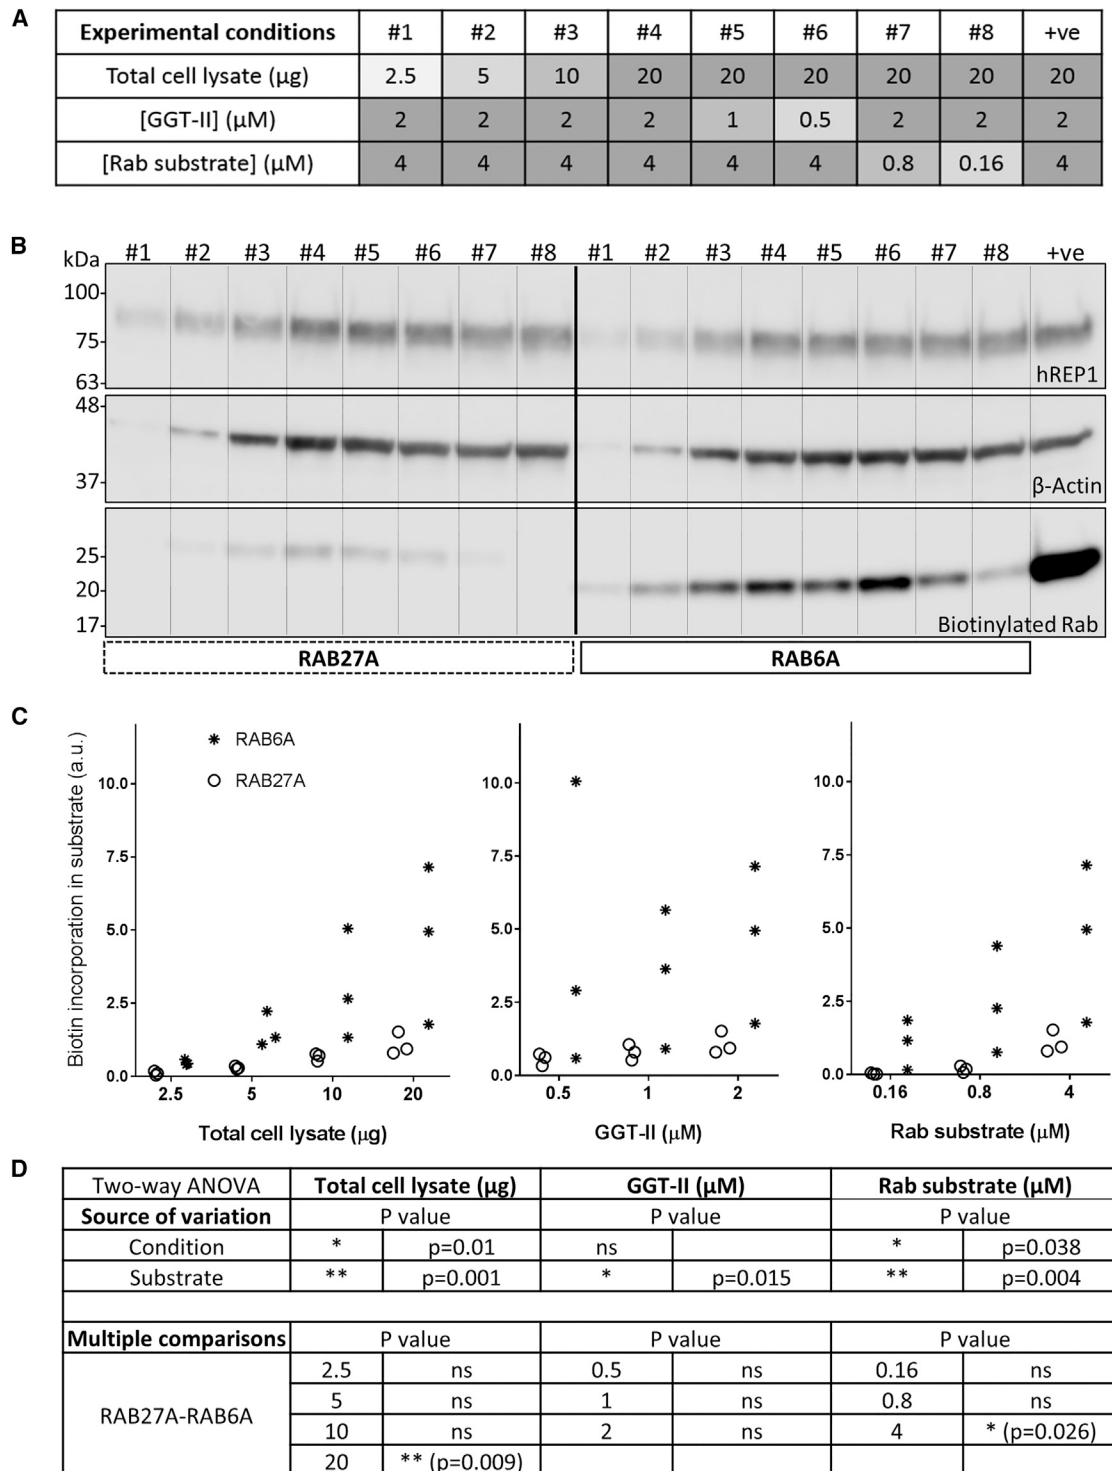 A
Experimental conditions #1 #2 #3 #4 #5 #6 #7 #8 +ve
Total cell lysate (µg) 2.5 5 10 20 20 20 20 20 20
[GGT-II] (µM) 2 2 2 2 1 0.5 2 2 2
[Rab substrate] (µM) 4 4 4 4 4 4 0.8 0.16 4
B
kDa #1 #2 #3 #4 #5 #6 #7 #8 #1 #2 #3 #4 #5 #6 #7 #8 +ve
100
75
63
hREP1
48
37
β-Actin
25
20
17
Biotinylated Rab
RAB27A RAB6A
C
Biotin incorporation in substrate (a.u.)
RAB6A
RAB27A
10.0
7.5
5.0
2.5
0.0
2.5 5 10 20
Total cell lysate (µg)
10.0
7.5
5.0
2.5
0.0
0.5 1 2
GGT-II (µM)
10.0
7.5
5.0
2.5
0.0
0.16 0.8 4
Rab substrate (µM)
D
Two-way ANOVA Total cell lysate (µg) GGT-II (µM) Rab substrate (µM)
Source of variation P value P value P value
Condition * p=0.01 ns * p=0.038
Substrate ** p=0.001 * p=0.015 ** p=0.004
Multiple comparisons P value P value P value
RAB27A-RAB6A
2.5 ns 0.5 ns 0.16 ns
5 ns 1 ns 0.8 ns
10 ns 2 ns 4 * (p=0.026)
20 ** (p=0.009)